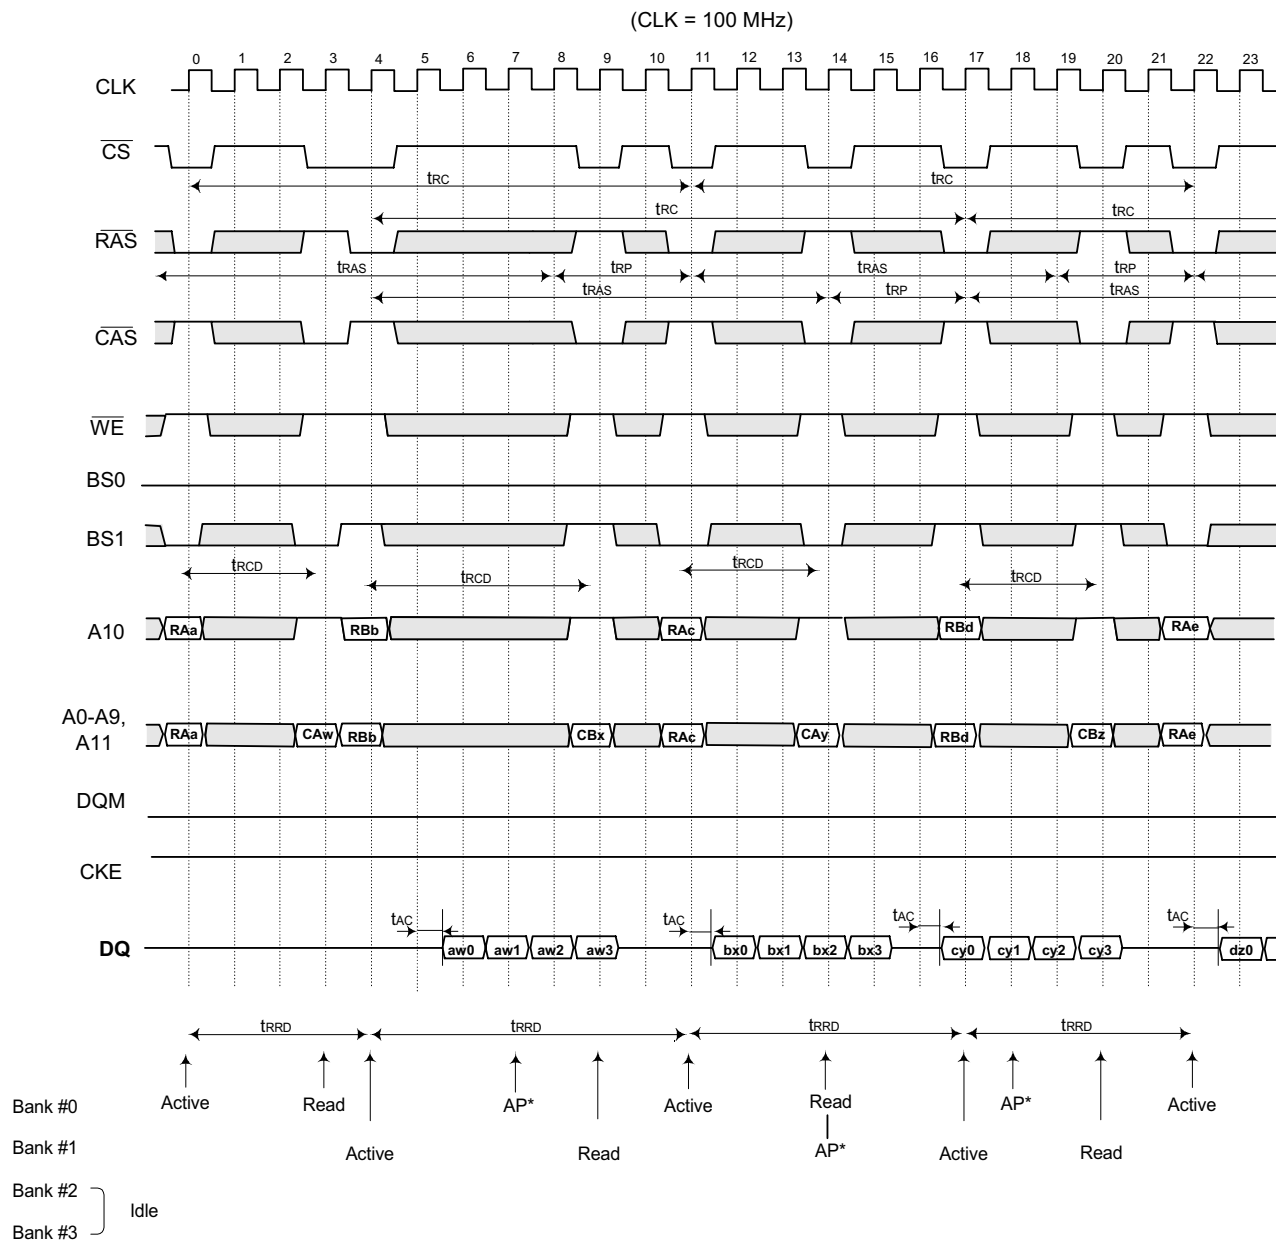 (CLK = 100 MHz)
0 1 2 3 4 5 6 7 8 9 10 11 12 13 14 15 16 17 18 19 20 21 22 23
CLK
CS
tRC tRC
tRC tRC
RAS
tRAS tRP tRAS tRP
tRAS tRP tRAS
CAS
WE
BS0
BS1
tRCD tRCD tRCD tRCD
A10 RAa RBb RAc RBd RAe
A0-A9,
A11 RAa CAw RBb CBx RAc CAy RBd CBz RAe
DQM
CKE
tAC tAC tAC tAC
DQ aw0 aw1 aw2 aw3 bx0 bx1 bx2 bx3 cy0 cy1 cy2 cy3 dz0
tRRD tRRD tRRD tRRD
Bank #0 Active Read AP* Active Read AP* Active
Bank #1 Active Read AP* Active Read
Bank #2
Idle
Bank #3